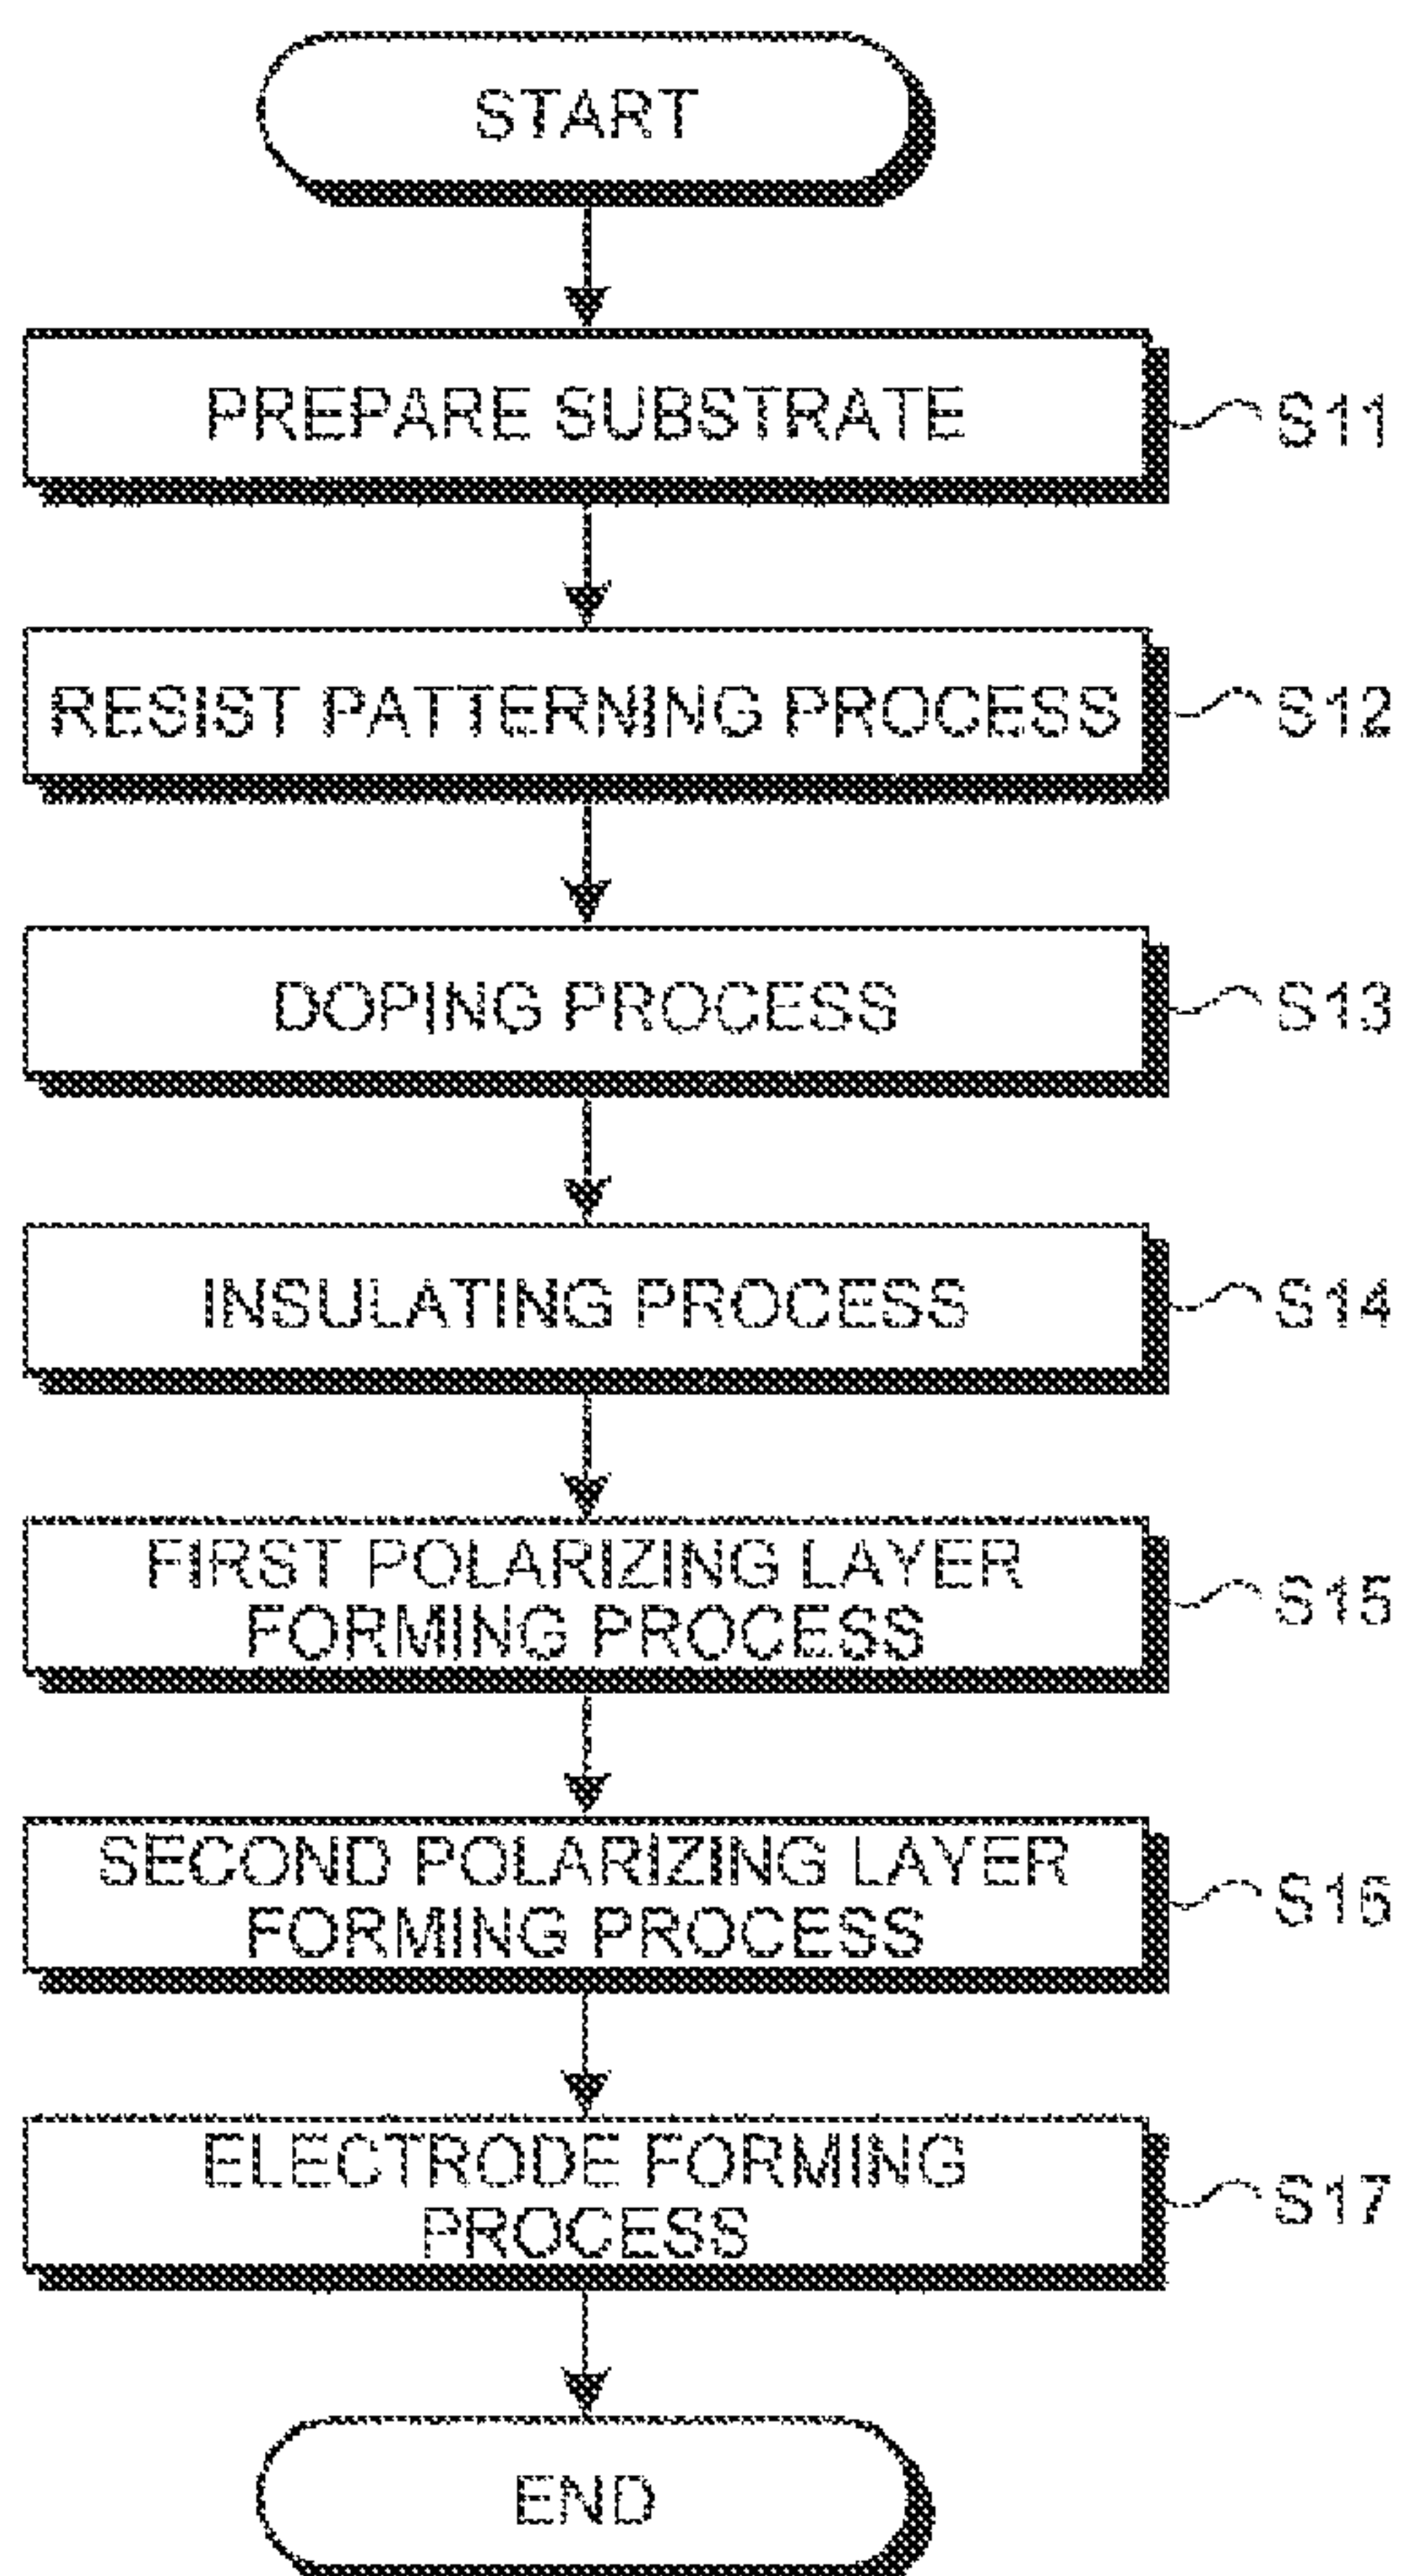 START
PREPARE SUBSTRATE
S11
RESIST PATTERNING PROCESS
S12
DOPING PROCESS
S13
INSULATING PROCESS
S14
FIRST POLARIZING LAYER
FORMING PROCESS
S15
SECOND POLARIZING LAYER
FORMING PROCESS
S16
ELECTRODE FORMING
PROCESS
S17
END